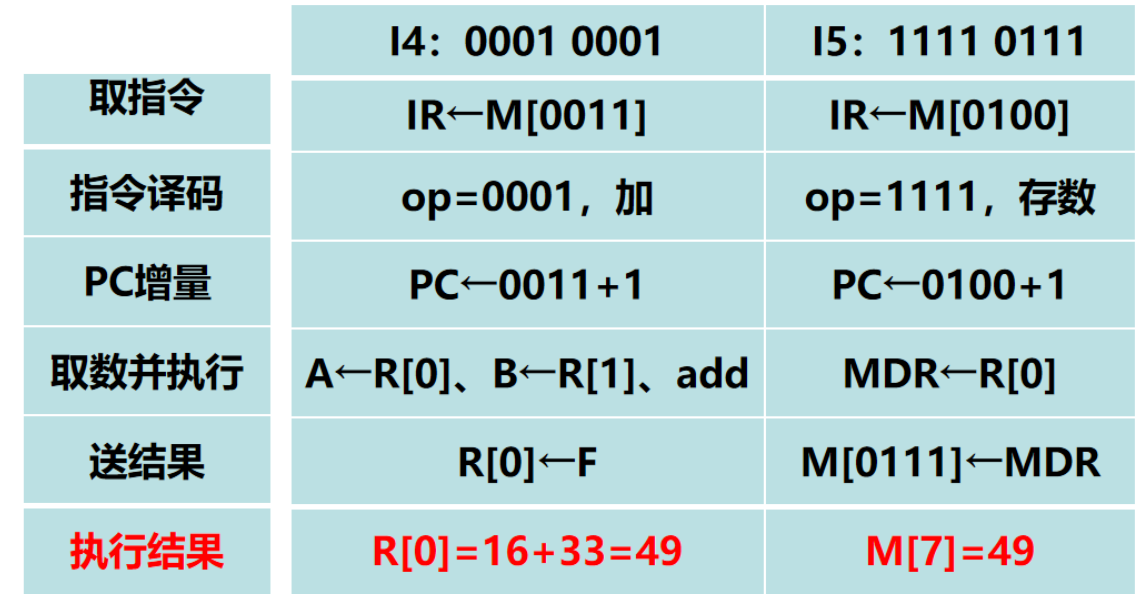 I4：0001 0001 I5：1111 0111
取指令 IR←M[0011] IR←M[0100]
指令译码 op=0001，加 op=1111，存数
PC增量 PC←0011+1 PC←0100+1
取数并执行 A←R[0]、B←R[1]、add MDR←R[0]
送结果 R[0]←F M[0111]←MDR
执行结果 R[0]=16+33=49 M[7]=49